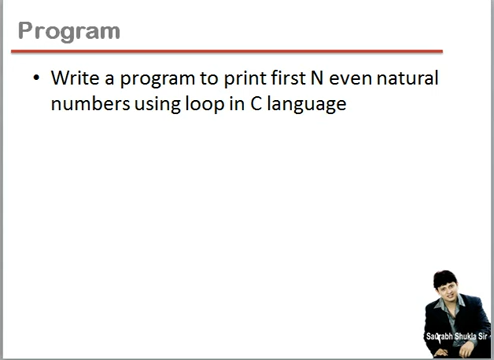 Program
• Write a program to print first N even natural
numbers using loop in C language
Saurabh Shukla Sir